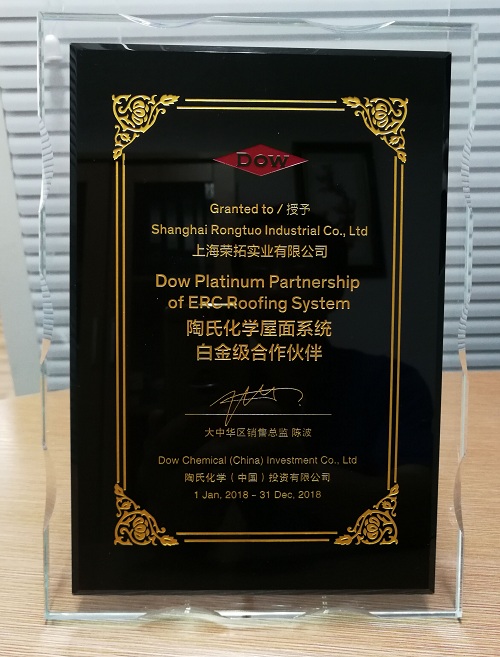 Dow
Granted to / 授予
Shanghai Rongtuo Industrial Co., Ltd
上海荣拓实业有限公司
Dow Platinum Partnership
of ERC Roofing System
陶氏化学屋面系统
白金级合作伙伴
大中华区销售总监 陈波
Dow Chemical (China) Investment Co., Ltd
陶氏化学（中国）投资有限公司
1 Jan, 2018 - 31 Dec, 2018